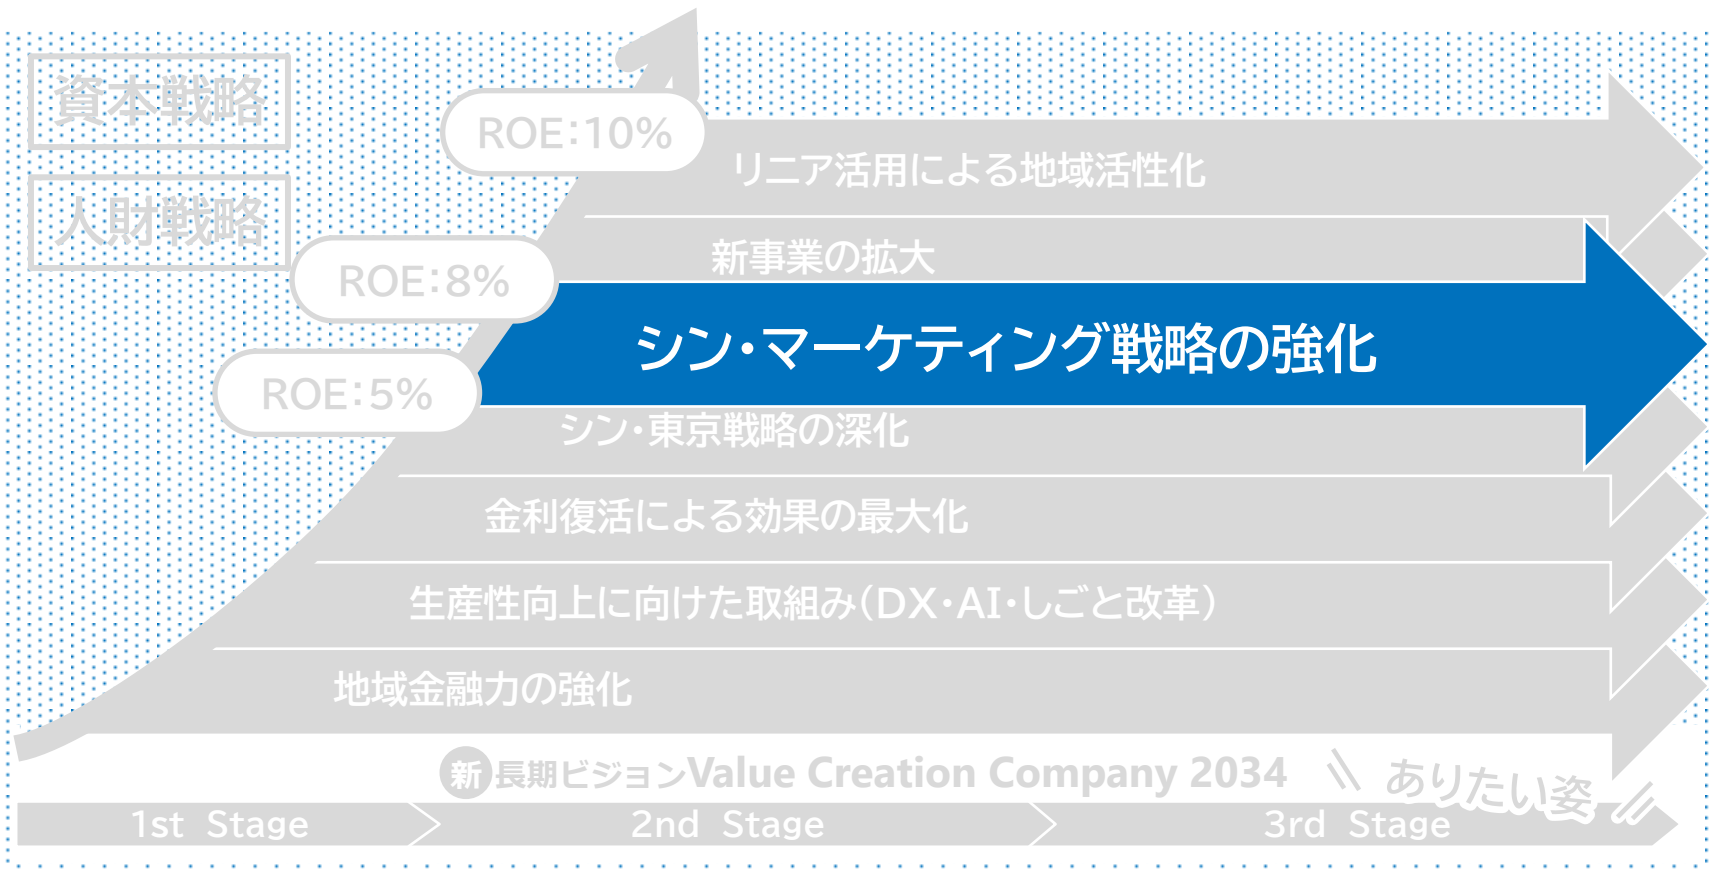 資本戦略
人財戦略
ROE：10%
リニア活用による地域活性化
新事業の拡大
ROE：8%
シン・マーケティング戦略の強化
ROE：5%
シン・東京戦略の深化
金利復活による効果の最大化
生産性向上に向けた取組み（DX・AI・しごと改革）
地域金融力の強化
新 長期ビジョンValue Creation Company 2034
ありたい姿
1st Stage
2nd Stage
3rd Stage